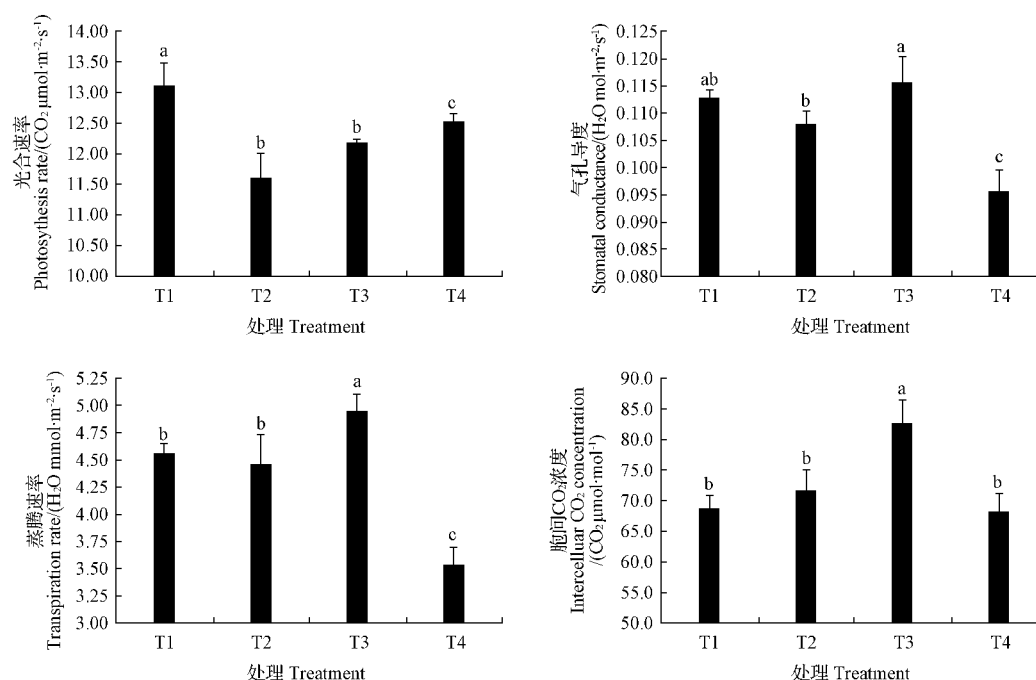 光合速率
Photosythesis rate/(CO₂ μmol·m⁻²·s⁻¹)
14.00
13.50
13.00
12.50
12.00
11.50
11.00
10.50
10.00
a
b
b
c
T1
T2
T3
T4
处理 Treatment
气孔导度
Stomatal conductance/(H₂O mol·m⁻²·s⁻¹)
0.125
0.120
0.115
0.110
0.105
0.100
0.095
0.090
0.085
0.080
ab
b
a
c
T1
T2
T3
T4
处理 Treatment
蒸腾速率
Transpiration rate/(H₂O mmol·m⁻²·s⁻¹)
5.25
5.00
4.75
4.50
4.25
4.00
3.75
3.50
3.25
3.00
b
b
a
c
T1
T2
T3
T4
处理 Treatment
胞间CO₂浓度
Intercelluar CO₂ concentration
/(CO₂ μmol·mol⁻¹)
90.0
85.0
80.0
75.0
70.0
65.0
60.0
55.0
50.0
b
b
a
b
T1
T2
T3
T4
处理 Treatment